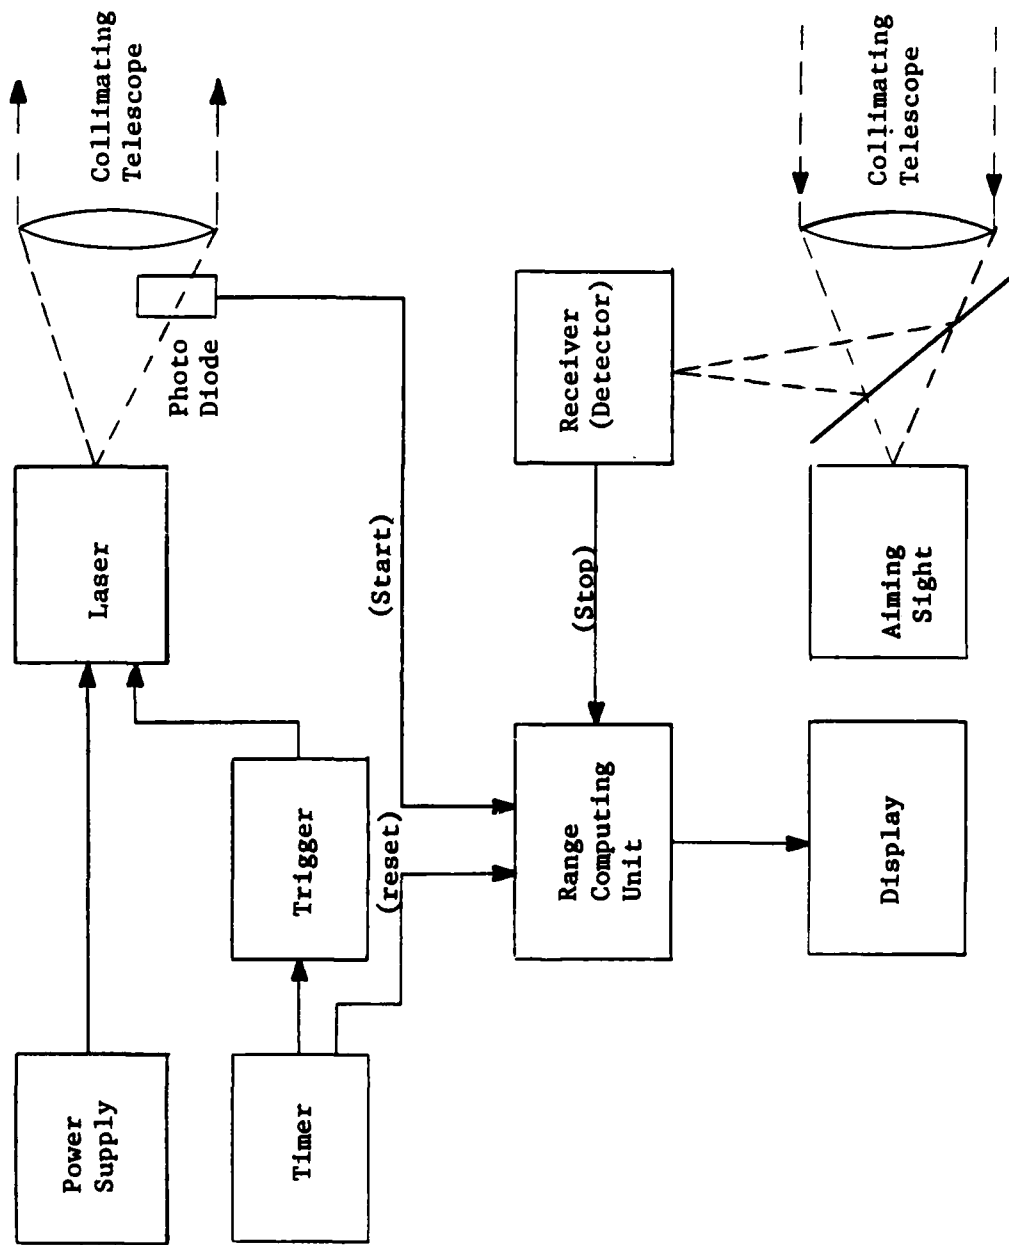 Power
Supply
Laser
Collimating
Telescope
Photo
Diode
Timer
Trigger
(reset)
(Start)
Range
Computing
Unit
(Stop)
Receiver
(Detector)
Display
Aiming
Sight
Collimating
Telescope